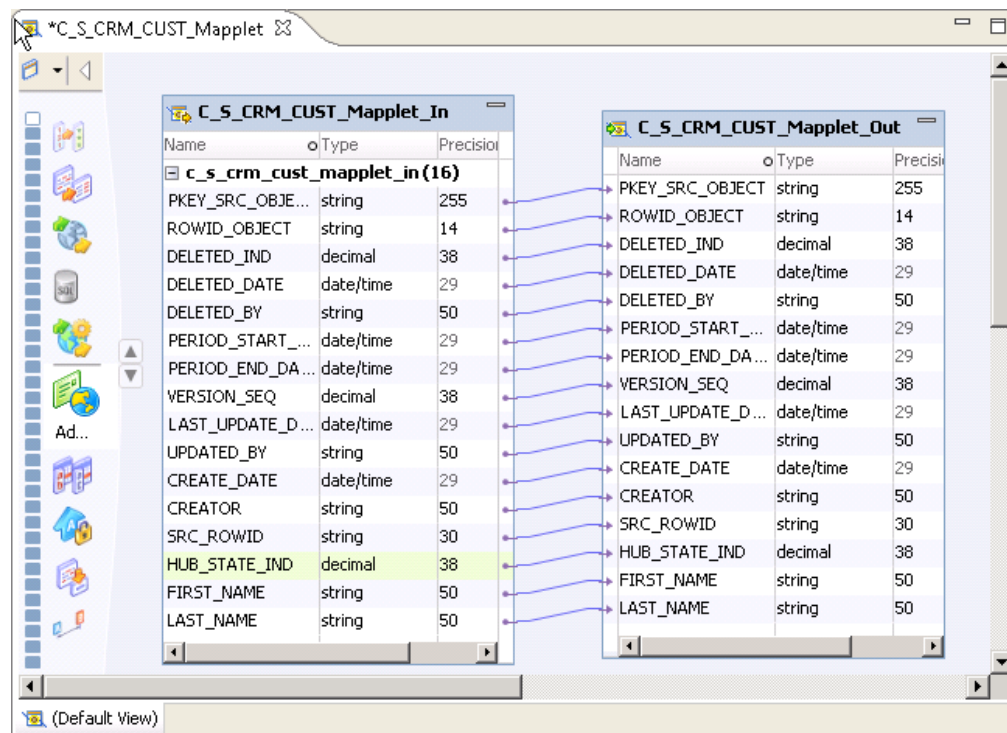 *C_S_CRM_CUST_Mapplet
C_S_CRM_CUST_Mapplet_In
Name Type Precision
c_s_crm_cust_mapplet_in (16)
PKEY_SRC_OBJE... string 255
ROWID_OBJECT string 14
DELETED_IND decimal 38
DELETED_DATE date/time 29
DELETED_BY string 50
PERIOD_START_... date/time 29
PERIOD_END_DA... date/time 29
VERSION_SEQ decimal 38
LAST_UPDATE_D... date/time 29
UPDATED_BY string 50
CREATE_DATE date/time 29
CREATOR string 50
SRC_ROWID string 30
HUB_STATE_IND decimal 38
FIRST_NAME string 50
LAST_NAME string 50
C_S_CRM_CUST_Mapplet_Out
Name Type Precisi
PKEY_SRC_OBJECT string 255
ROWID_OBJECT string 14
DELETED_IND decimal 38
DELETED_DATE date/time 29
DELETED_BY string 50
PERIOD_START_... date/time 29
PERIOD_END_DA... date/time 29
VERSION_SEQ decimal 38
LAST_UPDATE_D... date/time 29
UPDATED_BY string 50
CREATE_DATE date/time 29
CREATOR string 50
SRC_ROWID string 30
HUB_STATE_IND decimal 38
FIRST_NAME string 50
LAST_NAME string 50
Ad...
(Default View)